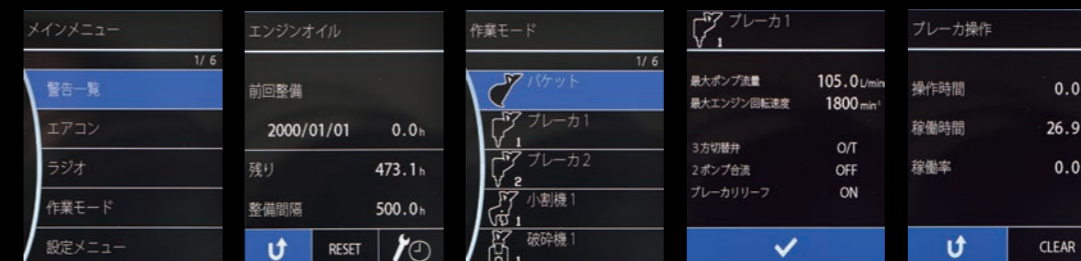 メインメニュー
1/ 6
警告一覧
エアコン
ラジオ
作業モード
設定メニュー
エンジンオイル
前回整備
2000/01/01 0.0h
残り 473.1h
整備間隔 500.0h
RESET
作業モード
1/ 6
バケット
ブレーカ1
1
ブレーカ2
2
小割機1
1
破砕機1
1
ブレーカ1
1
最大ポンプ流量 105.0L/min
最大エンジン回転速度 1800min⁻¹
3方切替弁 O/T
2ポンプ合流 OFF
ブレーカリリーフ ON
ブレーカ操作
操作時間 0.0
稼働時間 26.9
稼働率 0.0
CLEAR